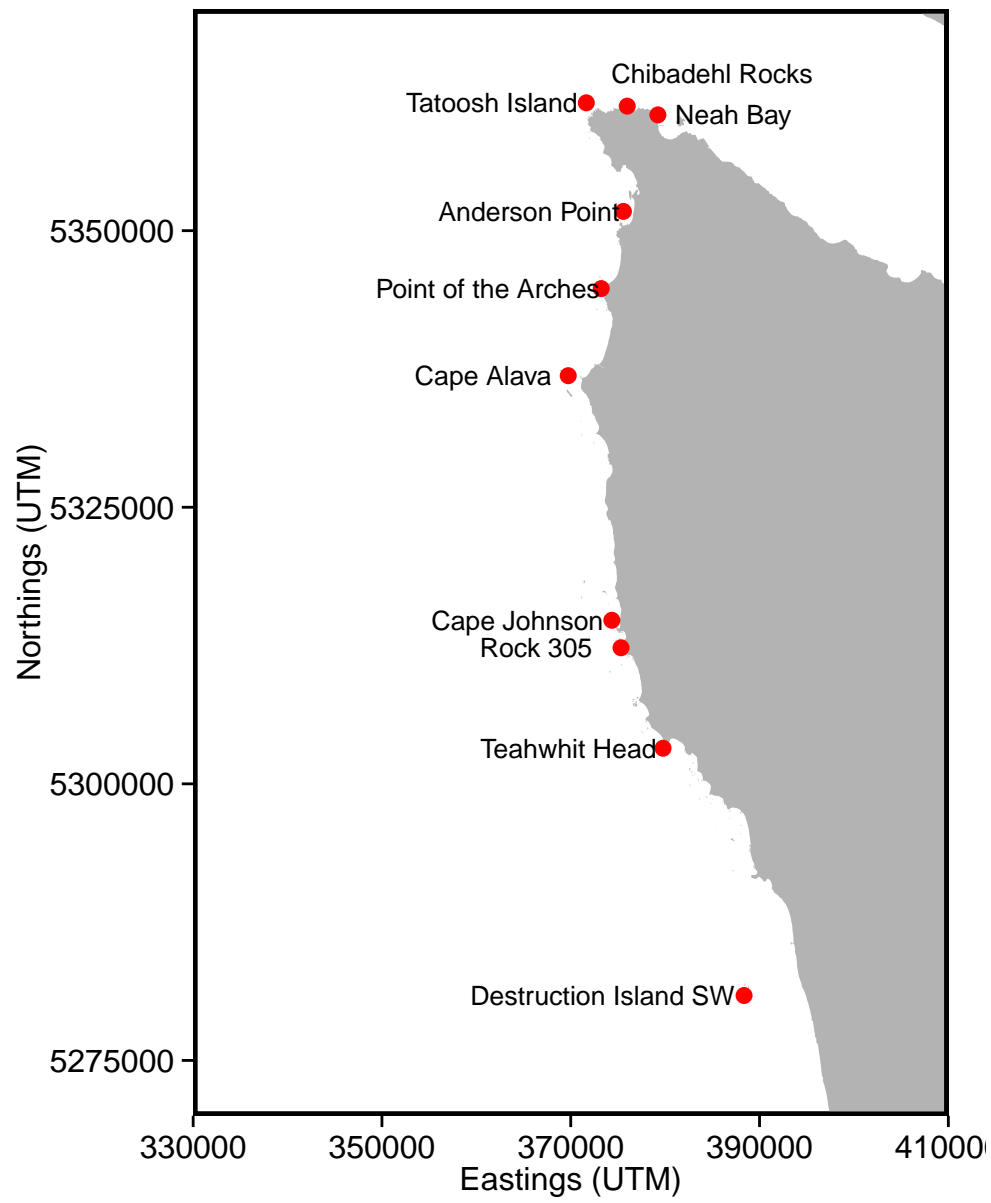 Chibadehl Rocks
Tatoosh Island
Neah Bay
Anderson Point
5350000
Point of the Arches
Cape Alava
Northings (UTM)
5325000
Cape Johnson
Rock 305
Teahwhit Head
5300000
Destruction Island SW
5275000
330000 350000 370000 390000 41000
Eastings (UTM)